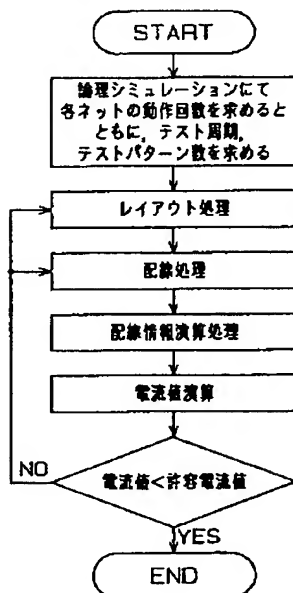 START
論理シミュレーションにて
各ネットの動作回数を求めると
ともに，テスト周期，
テストパターン数を求める
レイアウト処理
配線処理
配線情報演算処理
電流値演算
電流値<許容電流値
NO
YES
END